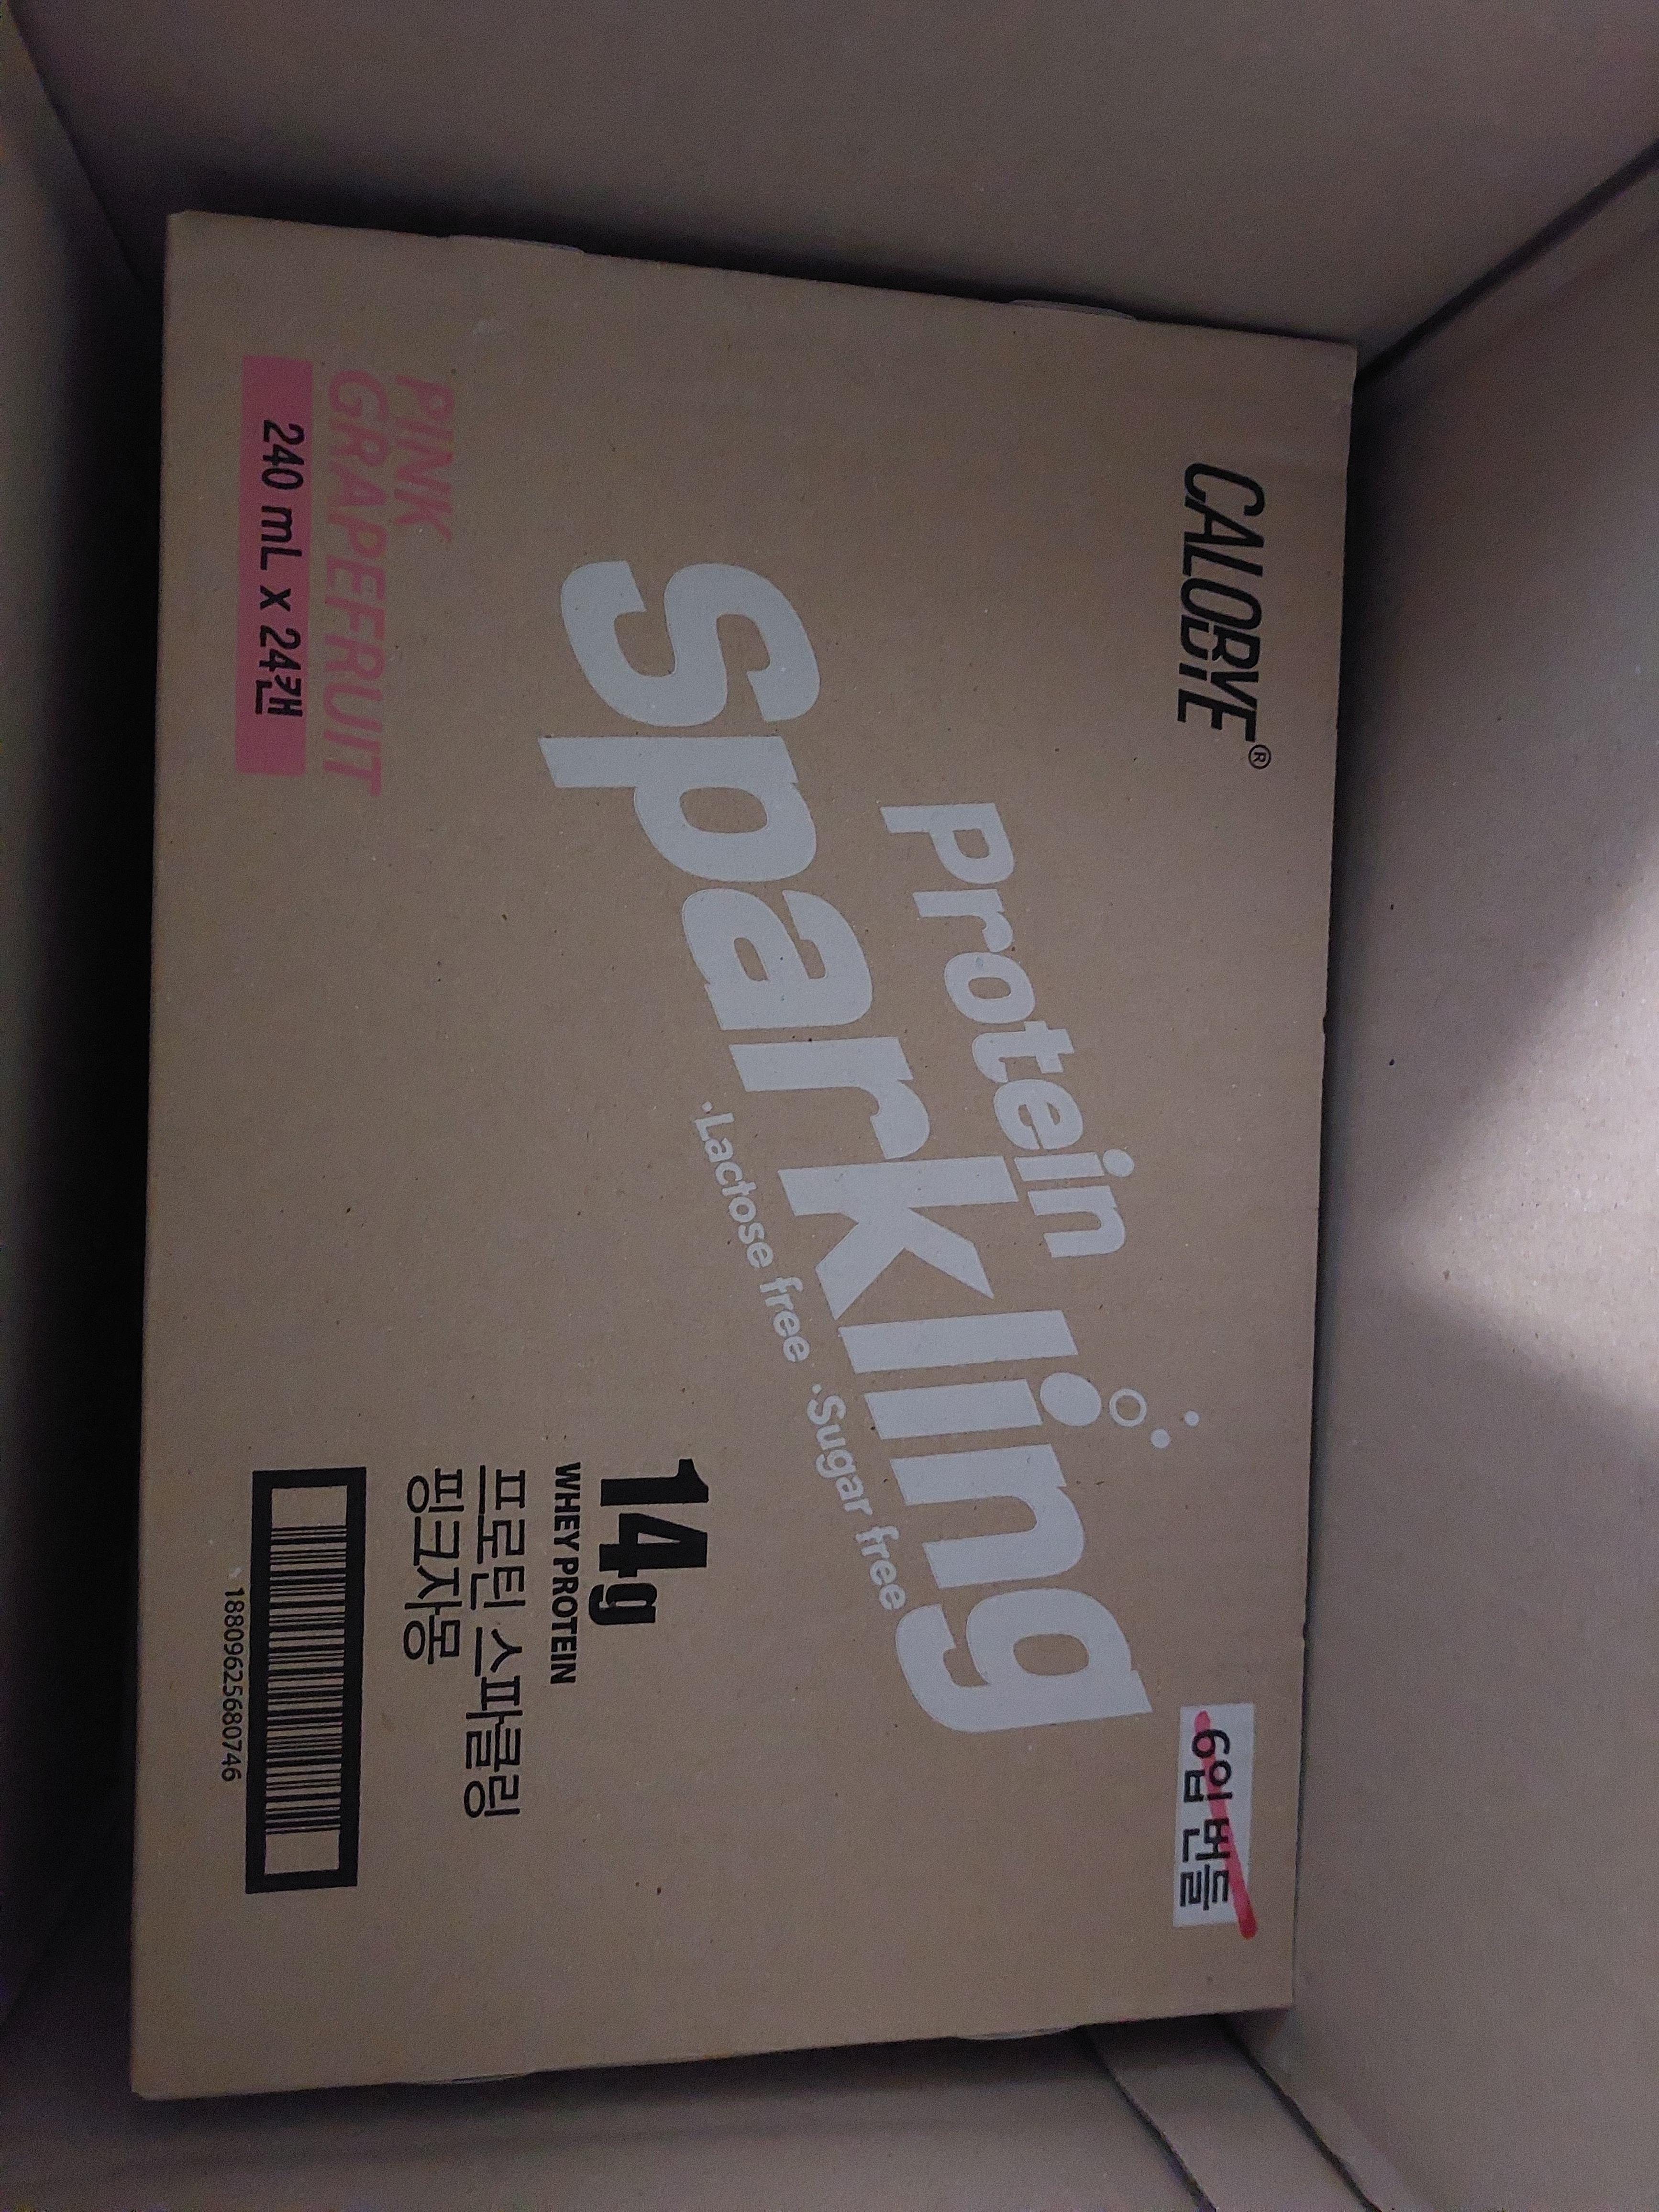 CALOBYE®
6입 번들
Protein
Sparkling
·Lactose free ·Sugar free
PINK
GRAPEFRUIT
240 mL x 24캔
14g
WHEY PROTEIN
프로틴 스파클링
핑크자몽
18809625680746